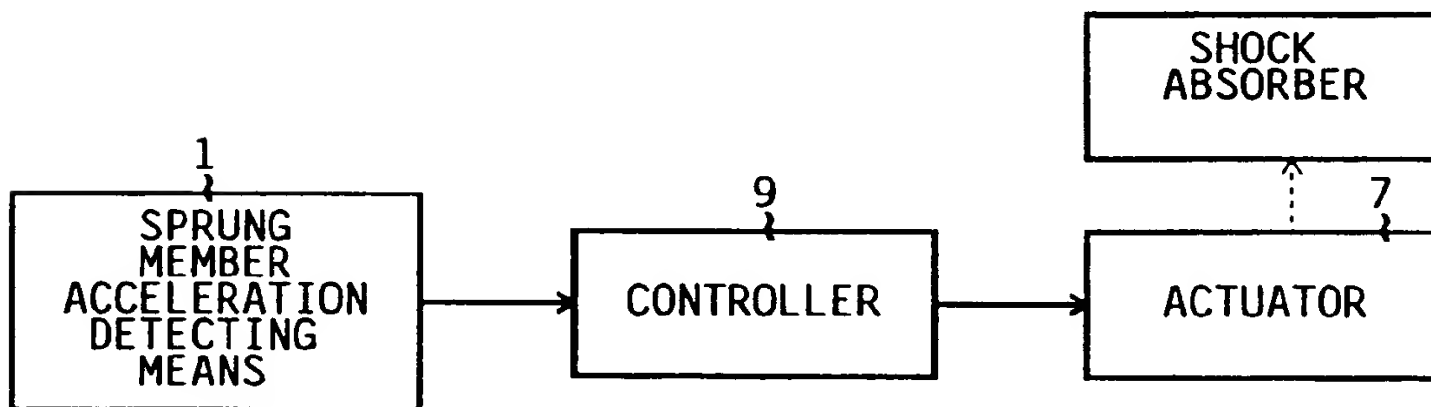 SHOCK
ABSORBER
1
SPRUNG
MEMBER
ACCELERATION
DETECTING
MEANS
9
CONTROLLER
7
ACTUATOR